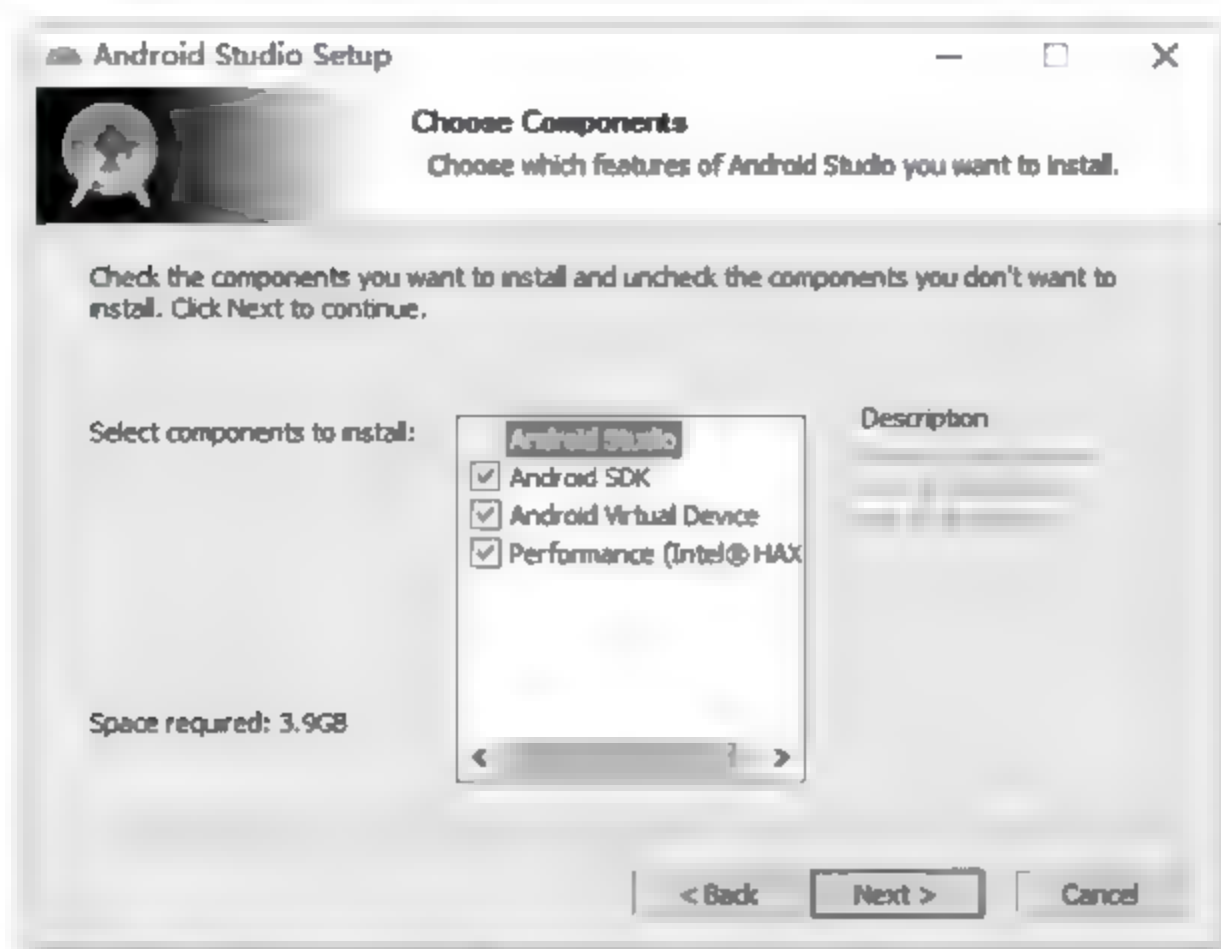 Android Studio Setup
Choose Components
Choose which features of Android Studio you want to install.
Check the components you want to install and uncheck the components you don't want to
install. Click Next to continue.
Select components to install:
Android Studio
Android SDK
Android Virtual Device
Performance (Intel® HAX
Description
Space required: 3.9GB
< Back
Next >
Cancel